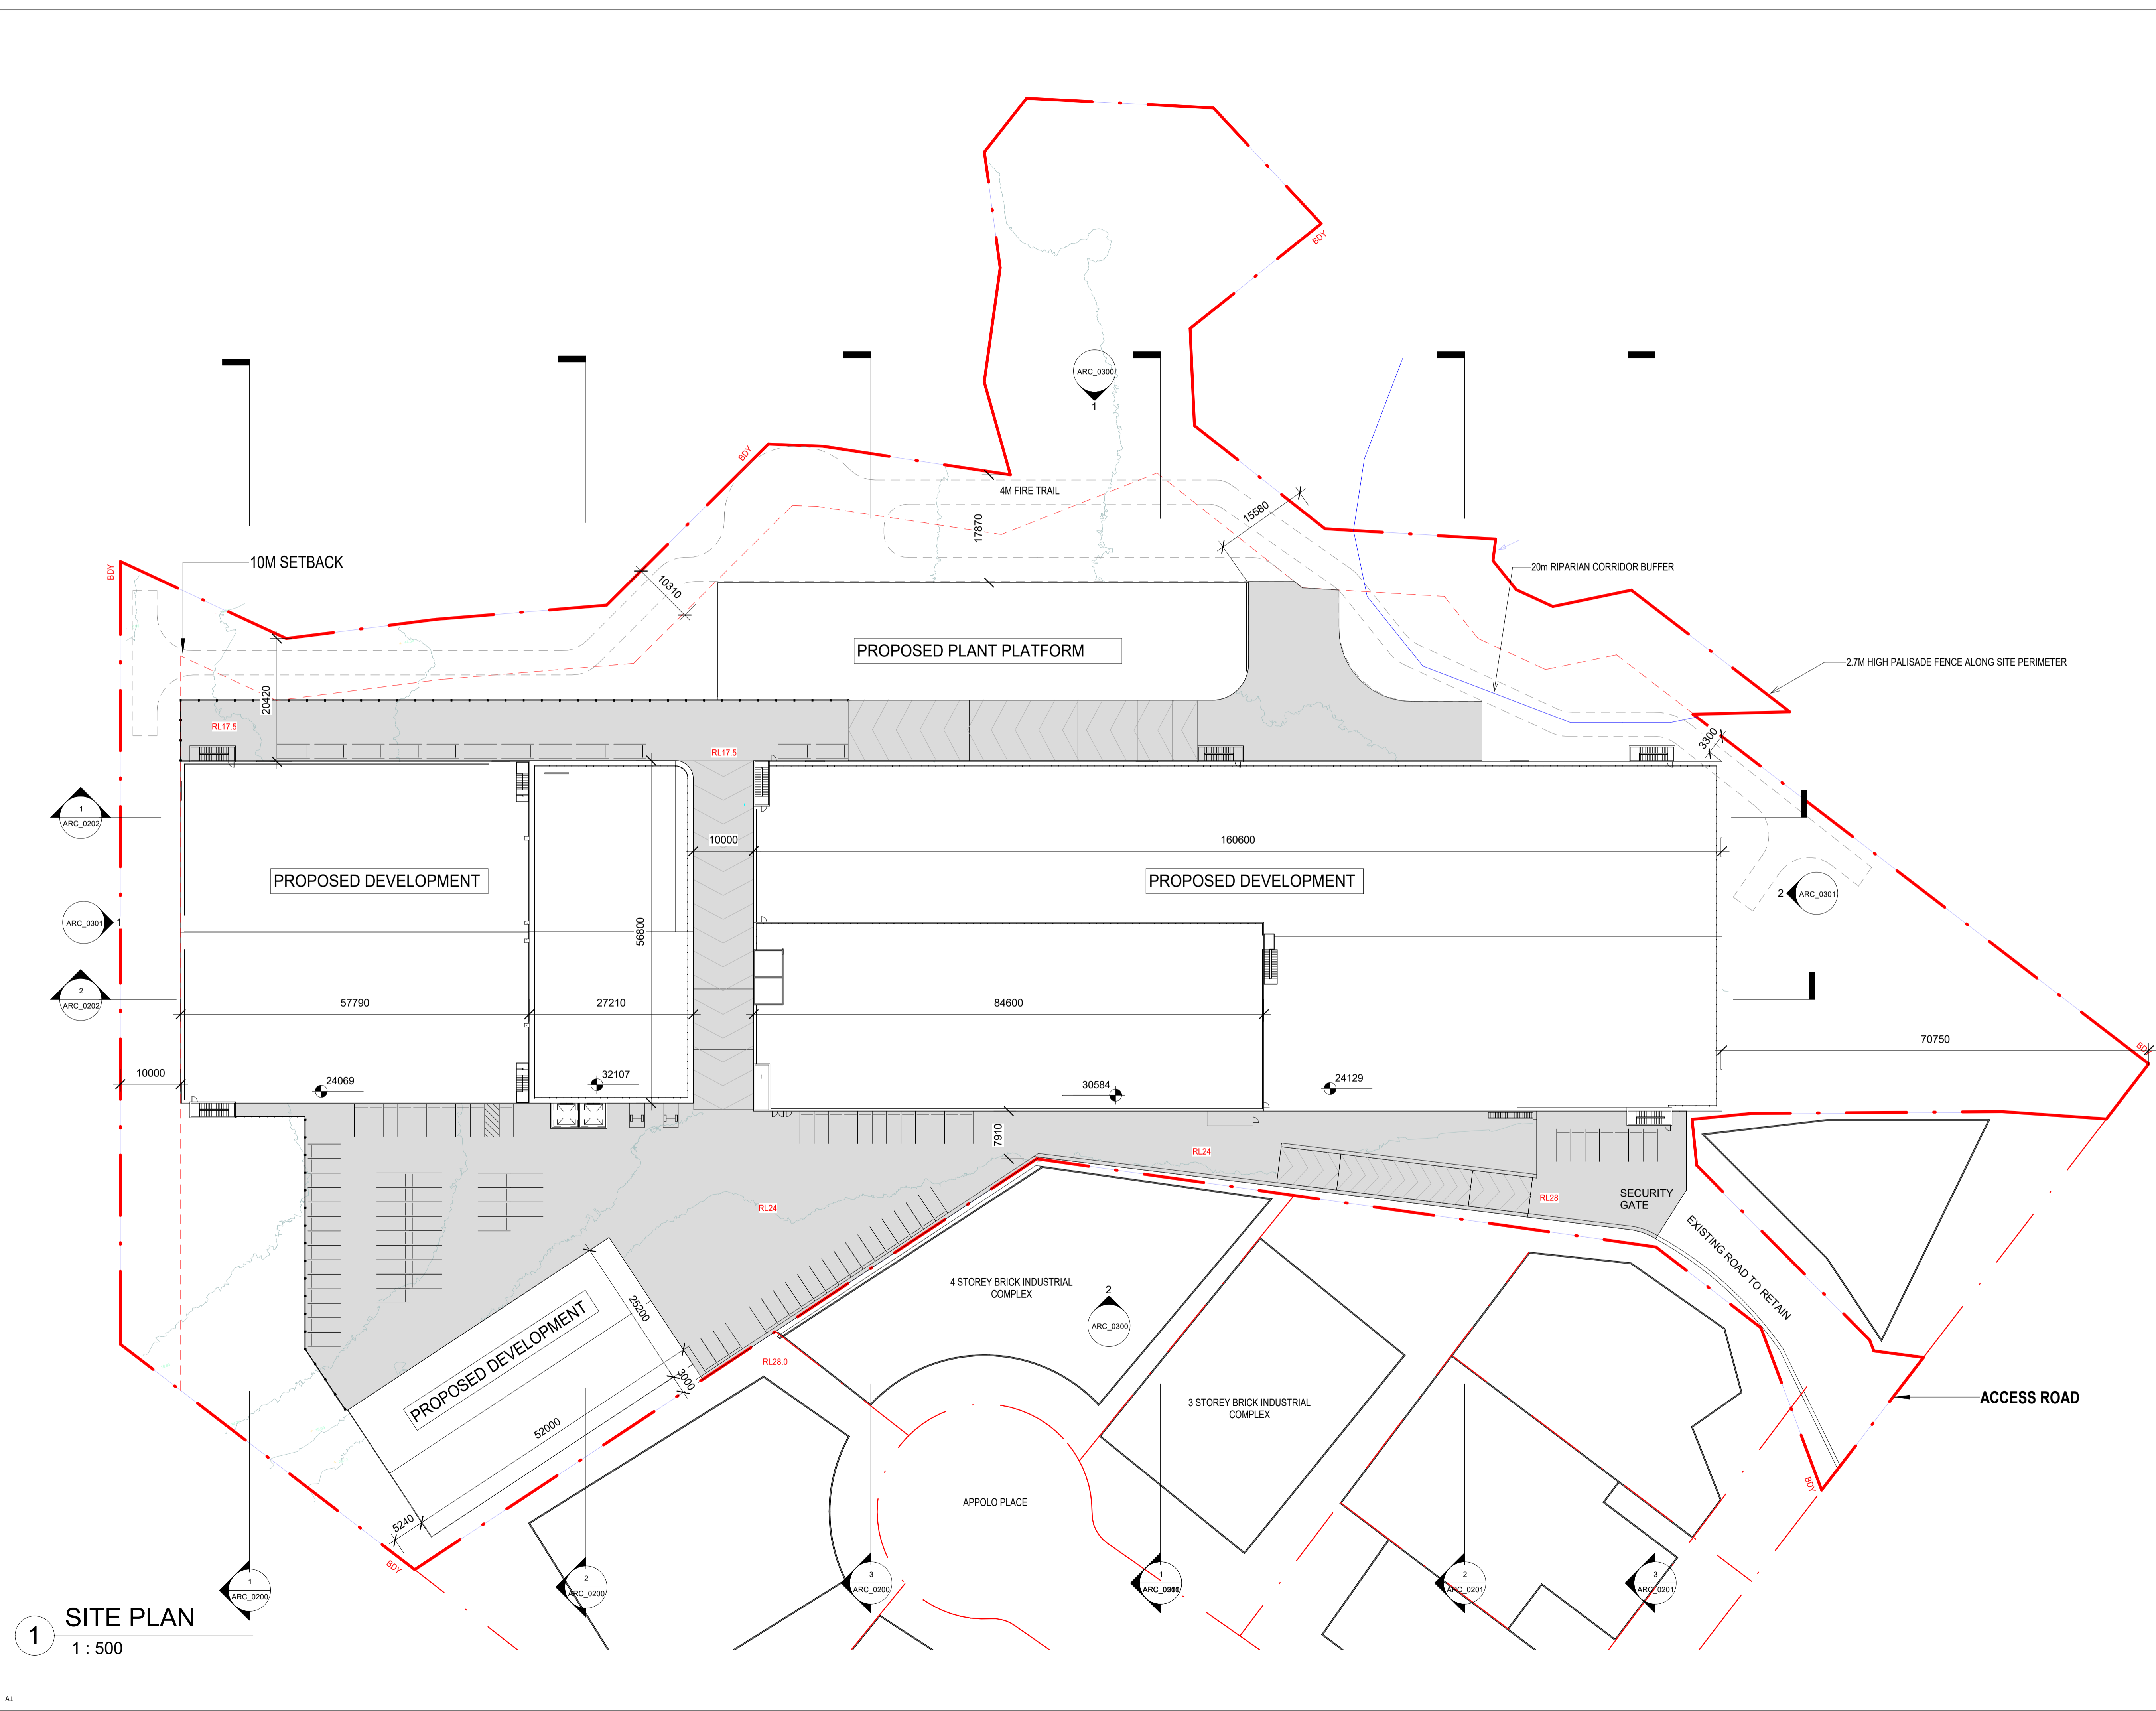 BDY
ARC_0300
1
BDY
4M FIRE TRAIL
15580
17870
10M SETBACK
BDY
10310
20m RIPARIAN CORRIDOR BUFFER
PROPOSED PLANT PLATFORM
2.7M HIGH PALISADE FENCE ALONG SITE PERIMETER
20420
RL17.5
RL17.5
3300
1
ARC_0202
10000
160600
PROPOSED DEVELOPMENT
PROPOSED DEVELOPMENT
2
ARC_0301
ARC_0301
1
56800
2
ARC_0202
57790
27210
84600
70750
BDY
10000
24069
32107
30584
24129
7910
RL24
RL24
RL28
SECURITY
GATE
EXISTING ROAD TO RETAIN
4 STOREY BRICK INDUSTRIAL
COMPLEX
2
ARC_0300
25200
PROPOSED DEVELOPMENT
RL28.0
3000
52000
3 STOREY BRICK INDUSTRIAL
COMPLEX
ACCESS ROAD
BDY
APPOLO PLACE
5240
BDY
1
ARC_0200
2
ARC_0200
3
ARC_0200
1
2
ARC_0201
3
ARC_0201
1
SITE PLAN
1 : 500
A1